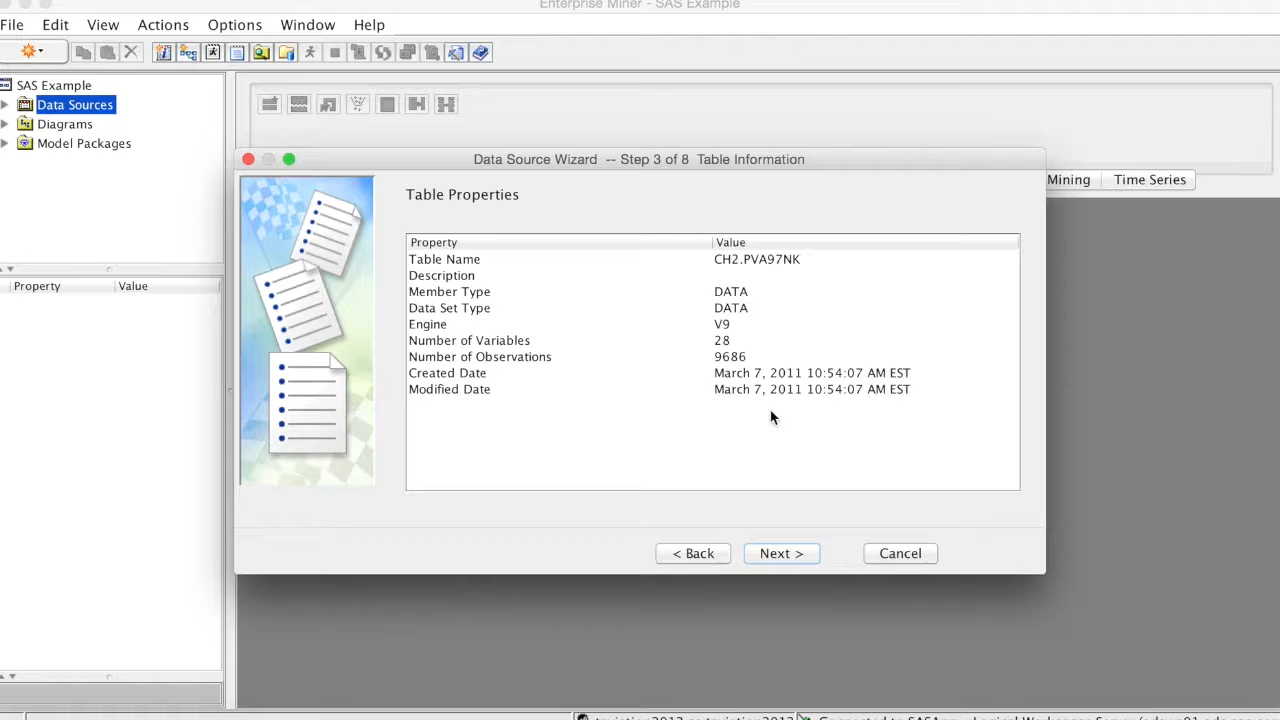 Enterprise Miner - SAS Example
File Edit View Actions Options Window Help
SAS Example
Data Sources
Diagrams
Model Packages
Property Value
Mining Time Series
Data Source Wizard -- Step 3 of 8 Table Information
Table Properties
Property Value
Table Name CH2.PVA97NK
Description
Member Type DATA
Data Set Type DATA
Engine V9
Number of Variables 28
Number of Observations 9686
Created Date March 7, 2011 10:54:07 AM EST
Modified Date March 7, 2011 10:54:07 AM EST
< Back Next > Cancel